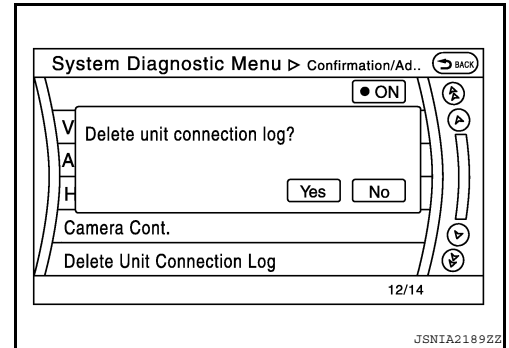 System Diagnostic Menu ▷ Confirmation/Ad.. BACK
● ON
V
Delete unit connection log?
A
H
Yes No
Camera Cont.
Delete Unit Connection Log
12/14
JSNIA2189ZZ